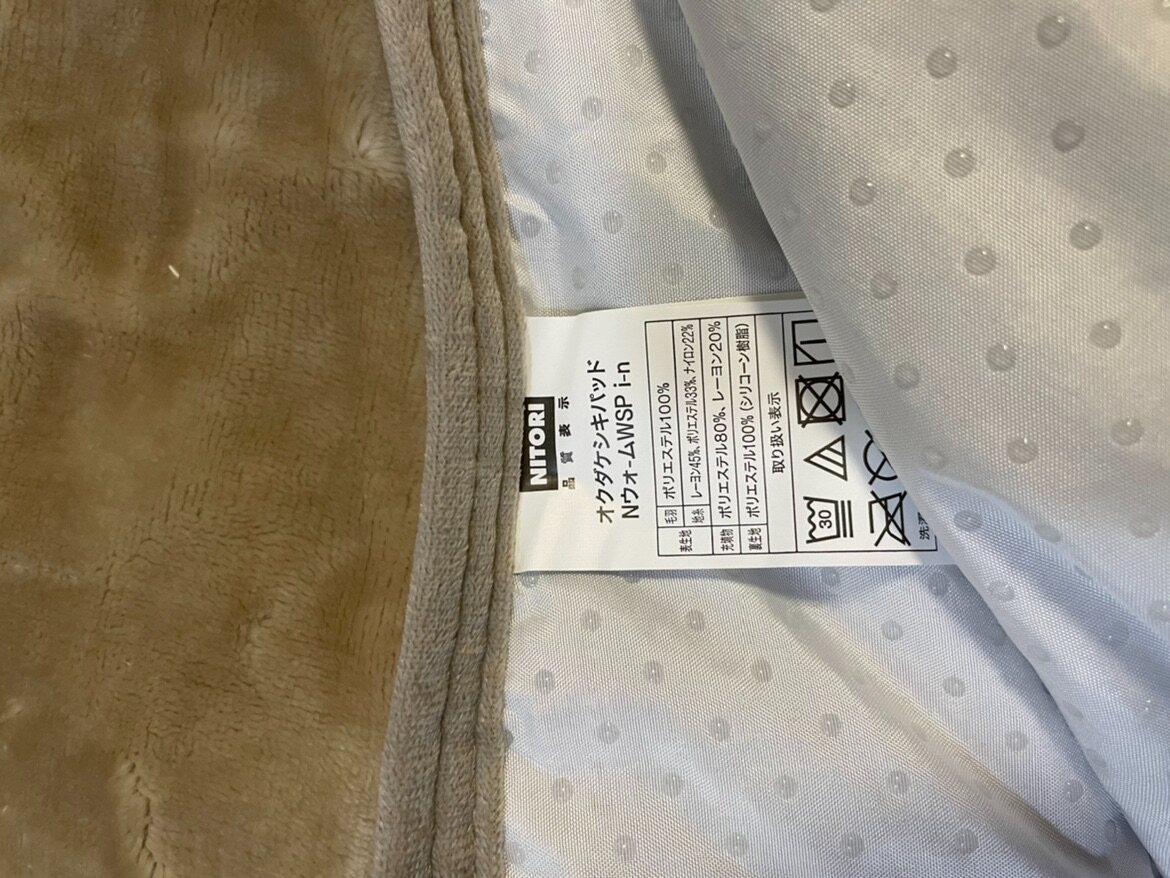 NITORI
品質表示
オクダケシキパッド
Nウォ-ムWSP i-n
表生地 毛羽 ポリエステル100%
地糸 レーヨン45%、ポリエステル33%、ナイロン22%
充填物 ポリエステル80%、レーヨン20%
裏生地 ポリエステル100% (シリコーン樹脂)
取り扱い表示
30
洗